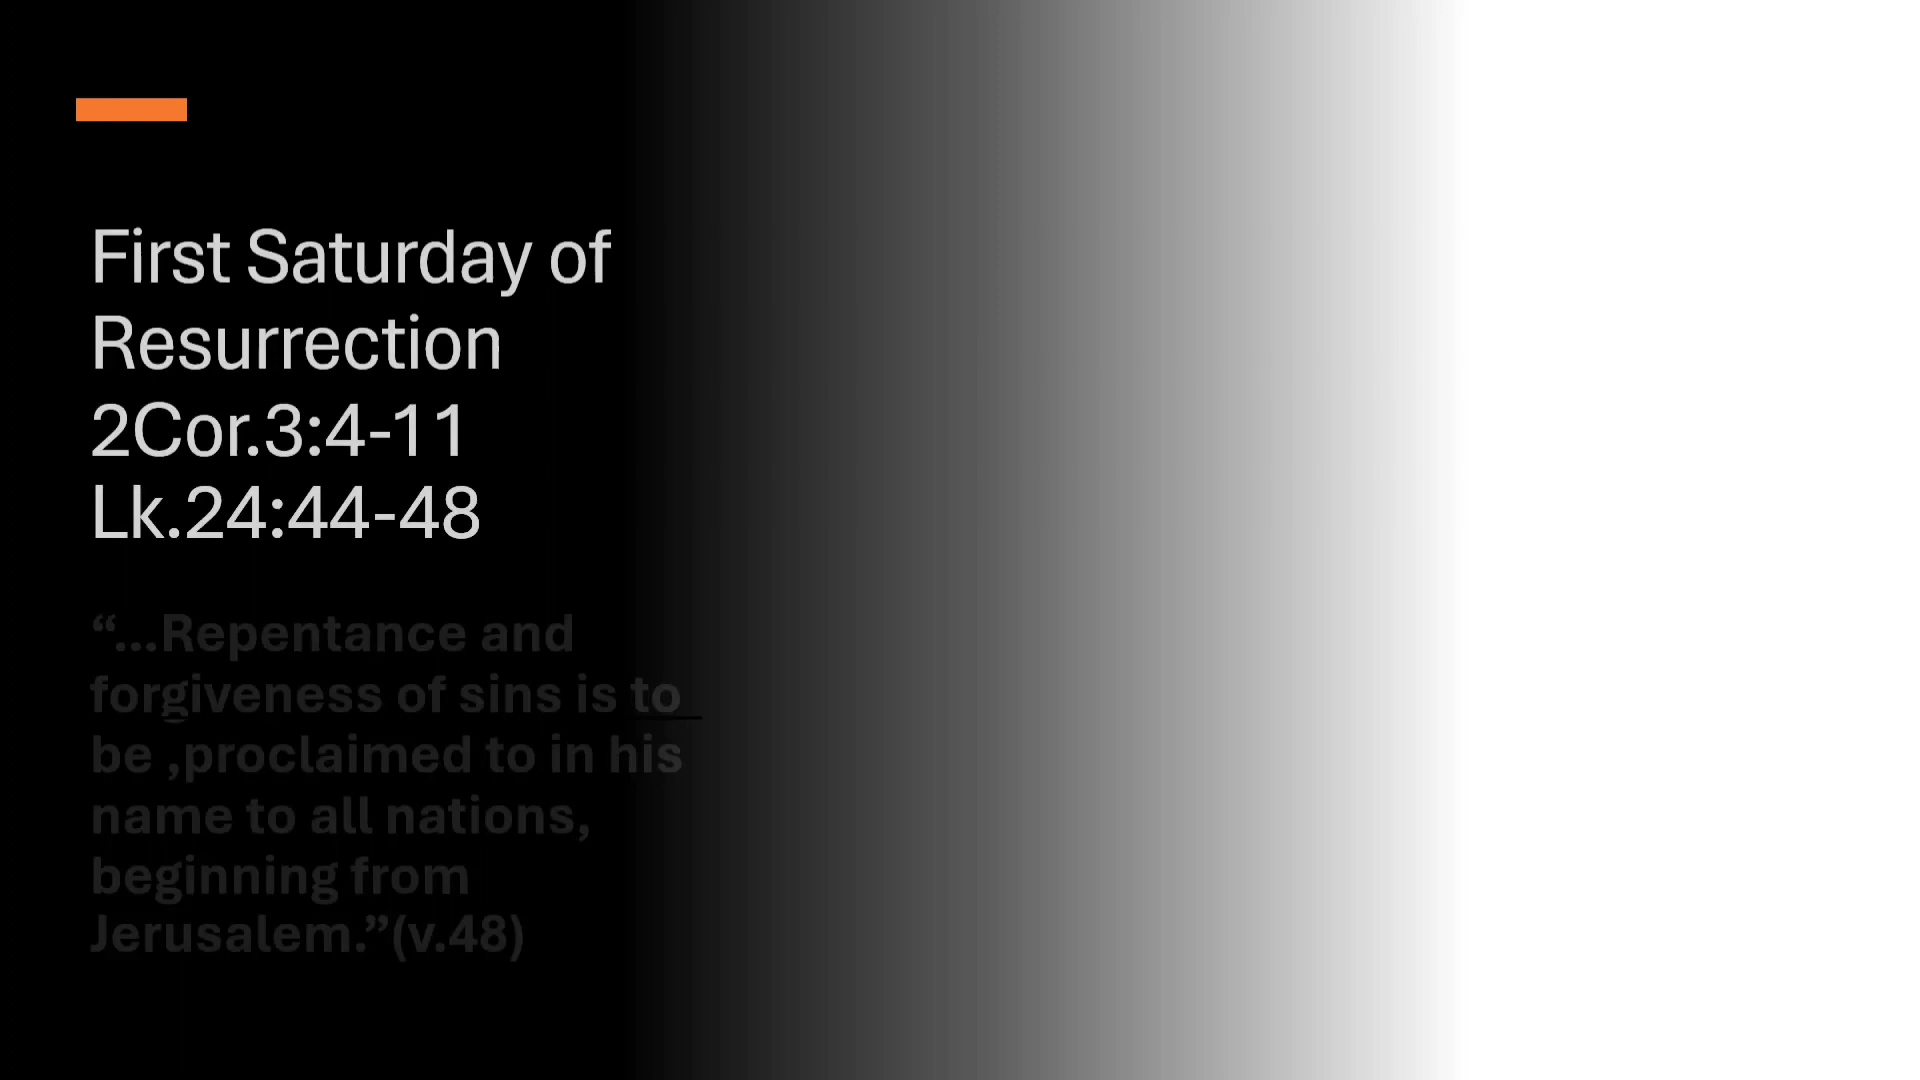 First Saturday of
Resurrection
2Cor.3:4-11
Lk.24:44-48
“...Repentance and
forgiveness of sins is to
be ,proclaimed to in his
name to all nations,
beginning from
Jerusalem.”(v.48)